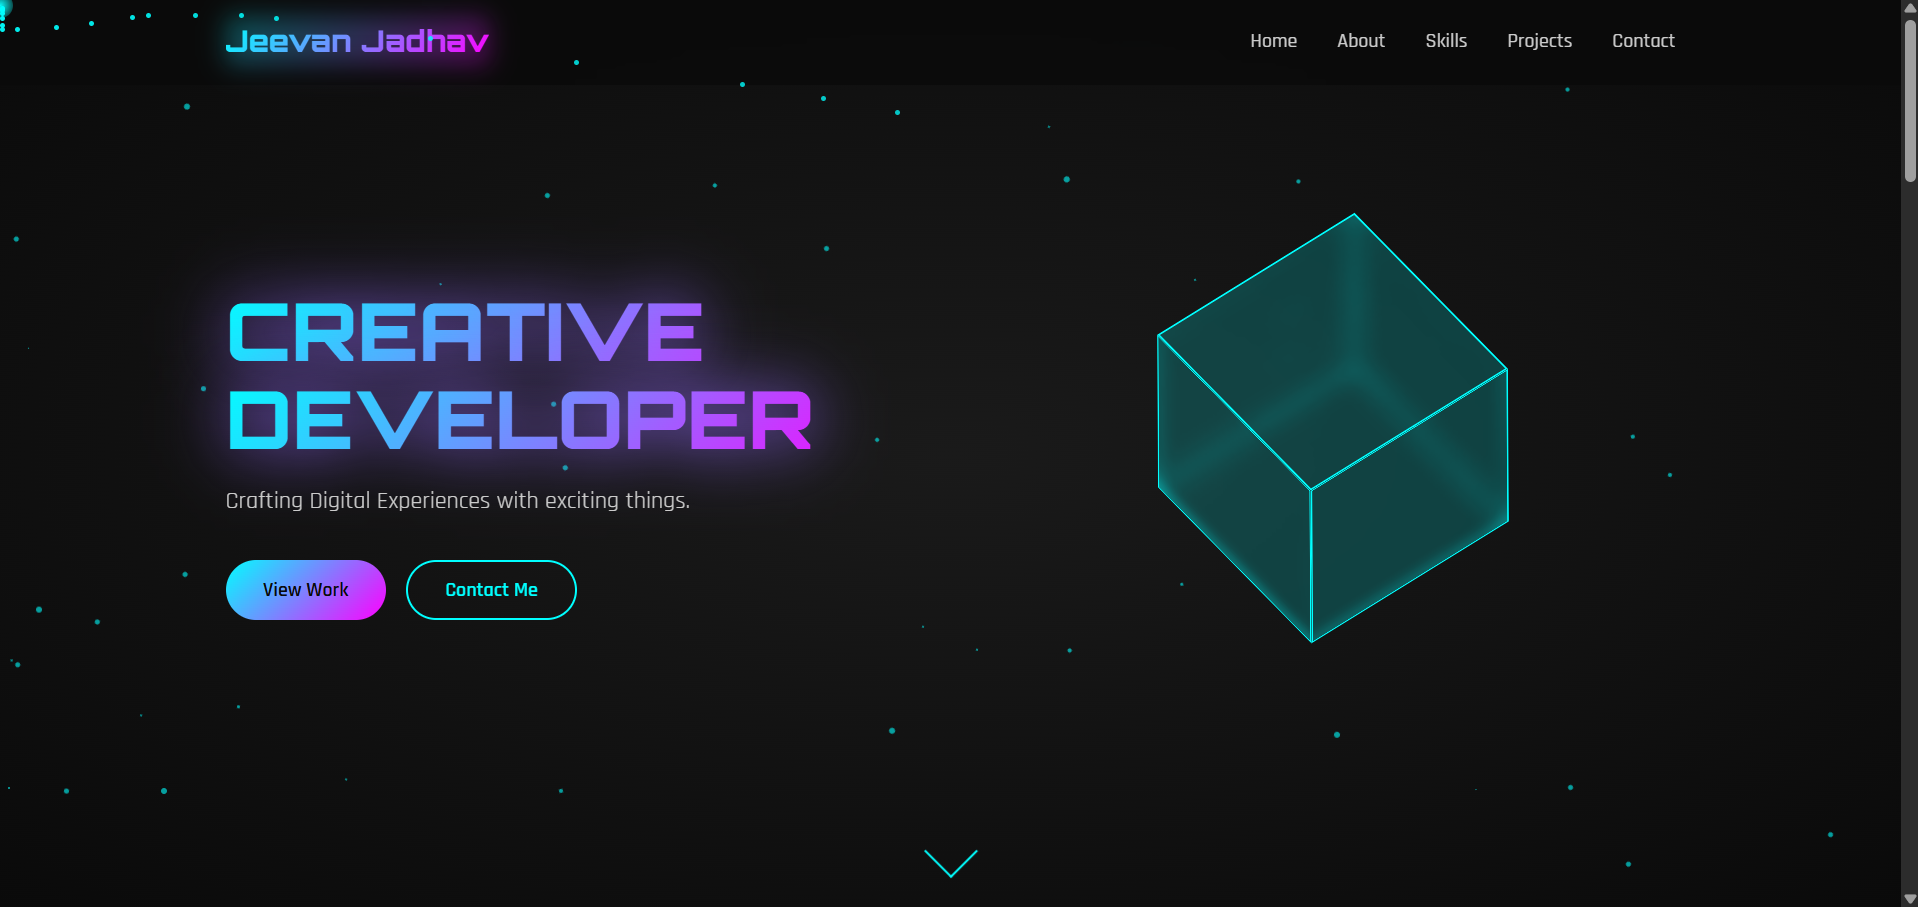 Jeevan Jadhav
Home About Skills Projects Contact
CREATIVE
DEVELOPER
Crafting Digital Experiences with exciting things.
View Work Contact Me